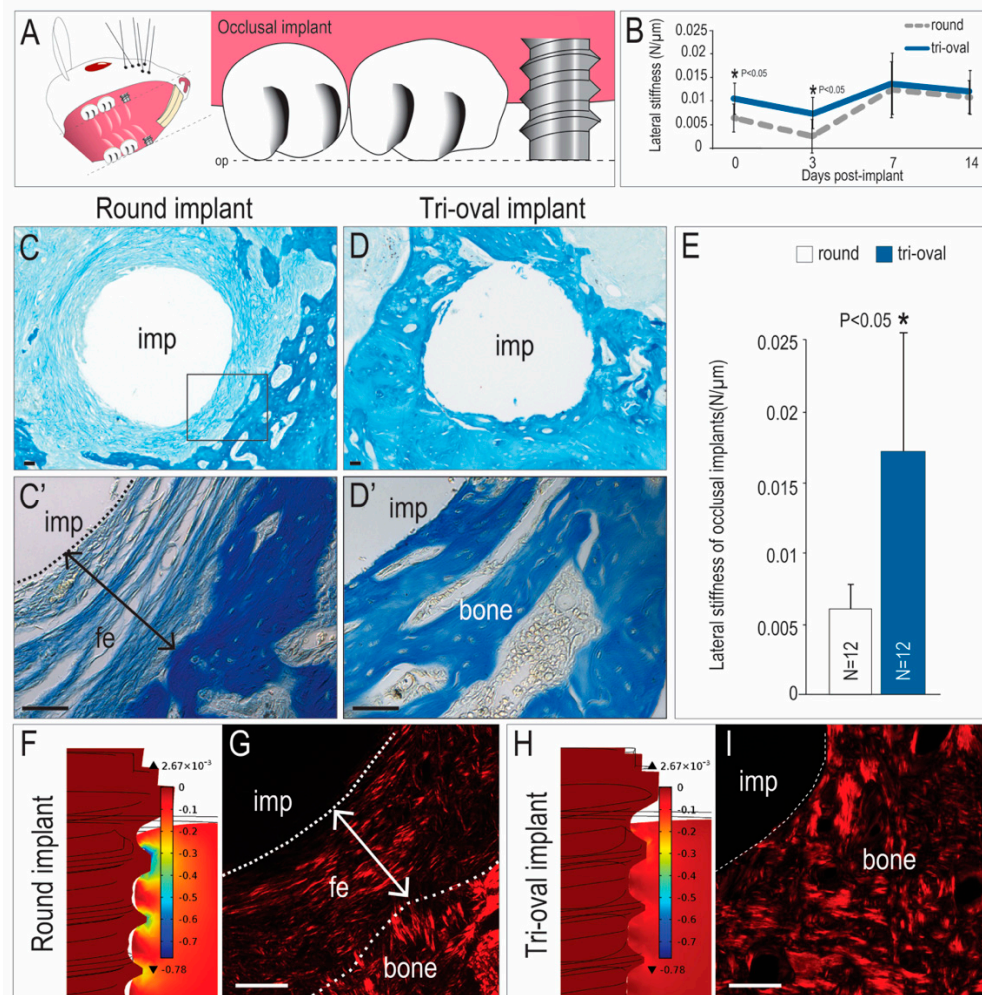 A
Occlusal implant
op
B
Lateral stiffness (N/µm)
0.02
0.015
0.01
0.005
0
* P<0.05
* P<0.05
round
tri-oval
0
3
7
14
Days post-implant
Round implant
Tri-oval implant
C
imp
D
imp
C'
imp
fe
D'
imp
bone
E
round
tri-oval
P<0.05 *
Lateral stiffness of occlusal implants(N/µm)
0.025
0.02
0.015
0.01
0.005
0
N=12
N=12
Round implant
F
▲ 2.67×10⁻³
0
-0.1
-0.2
-0.3
-0.4
-0.5
-0.6
-0.7
▼ -0.78
G
imp
fe
bone
Tri-oval implant
H
▲ 2.67×10⁻³
0
-0.1
-0.2
-0.3
-0.4
-0.5
-0.6
-0.7
▼ -0.78
I
imp
bone